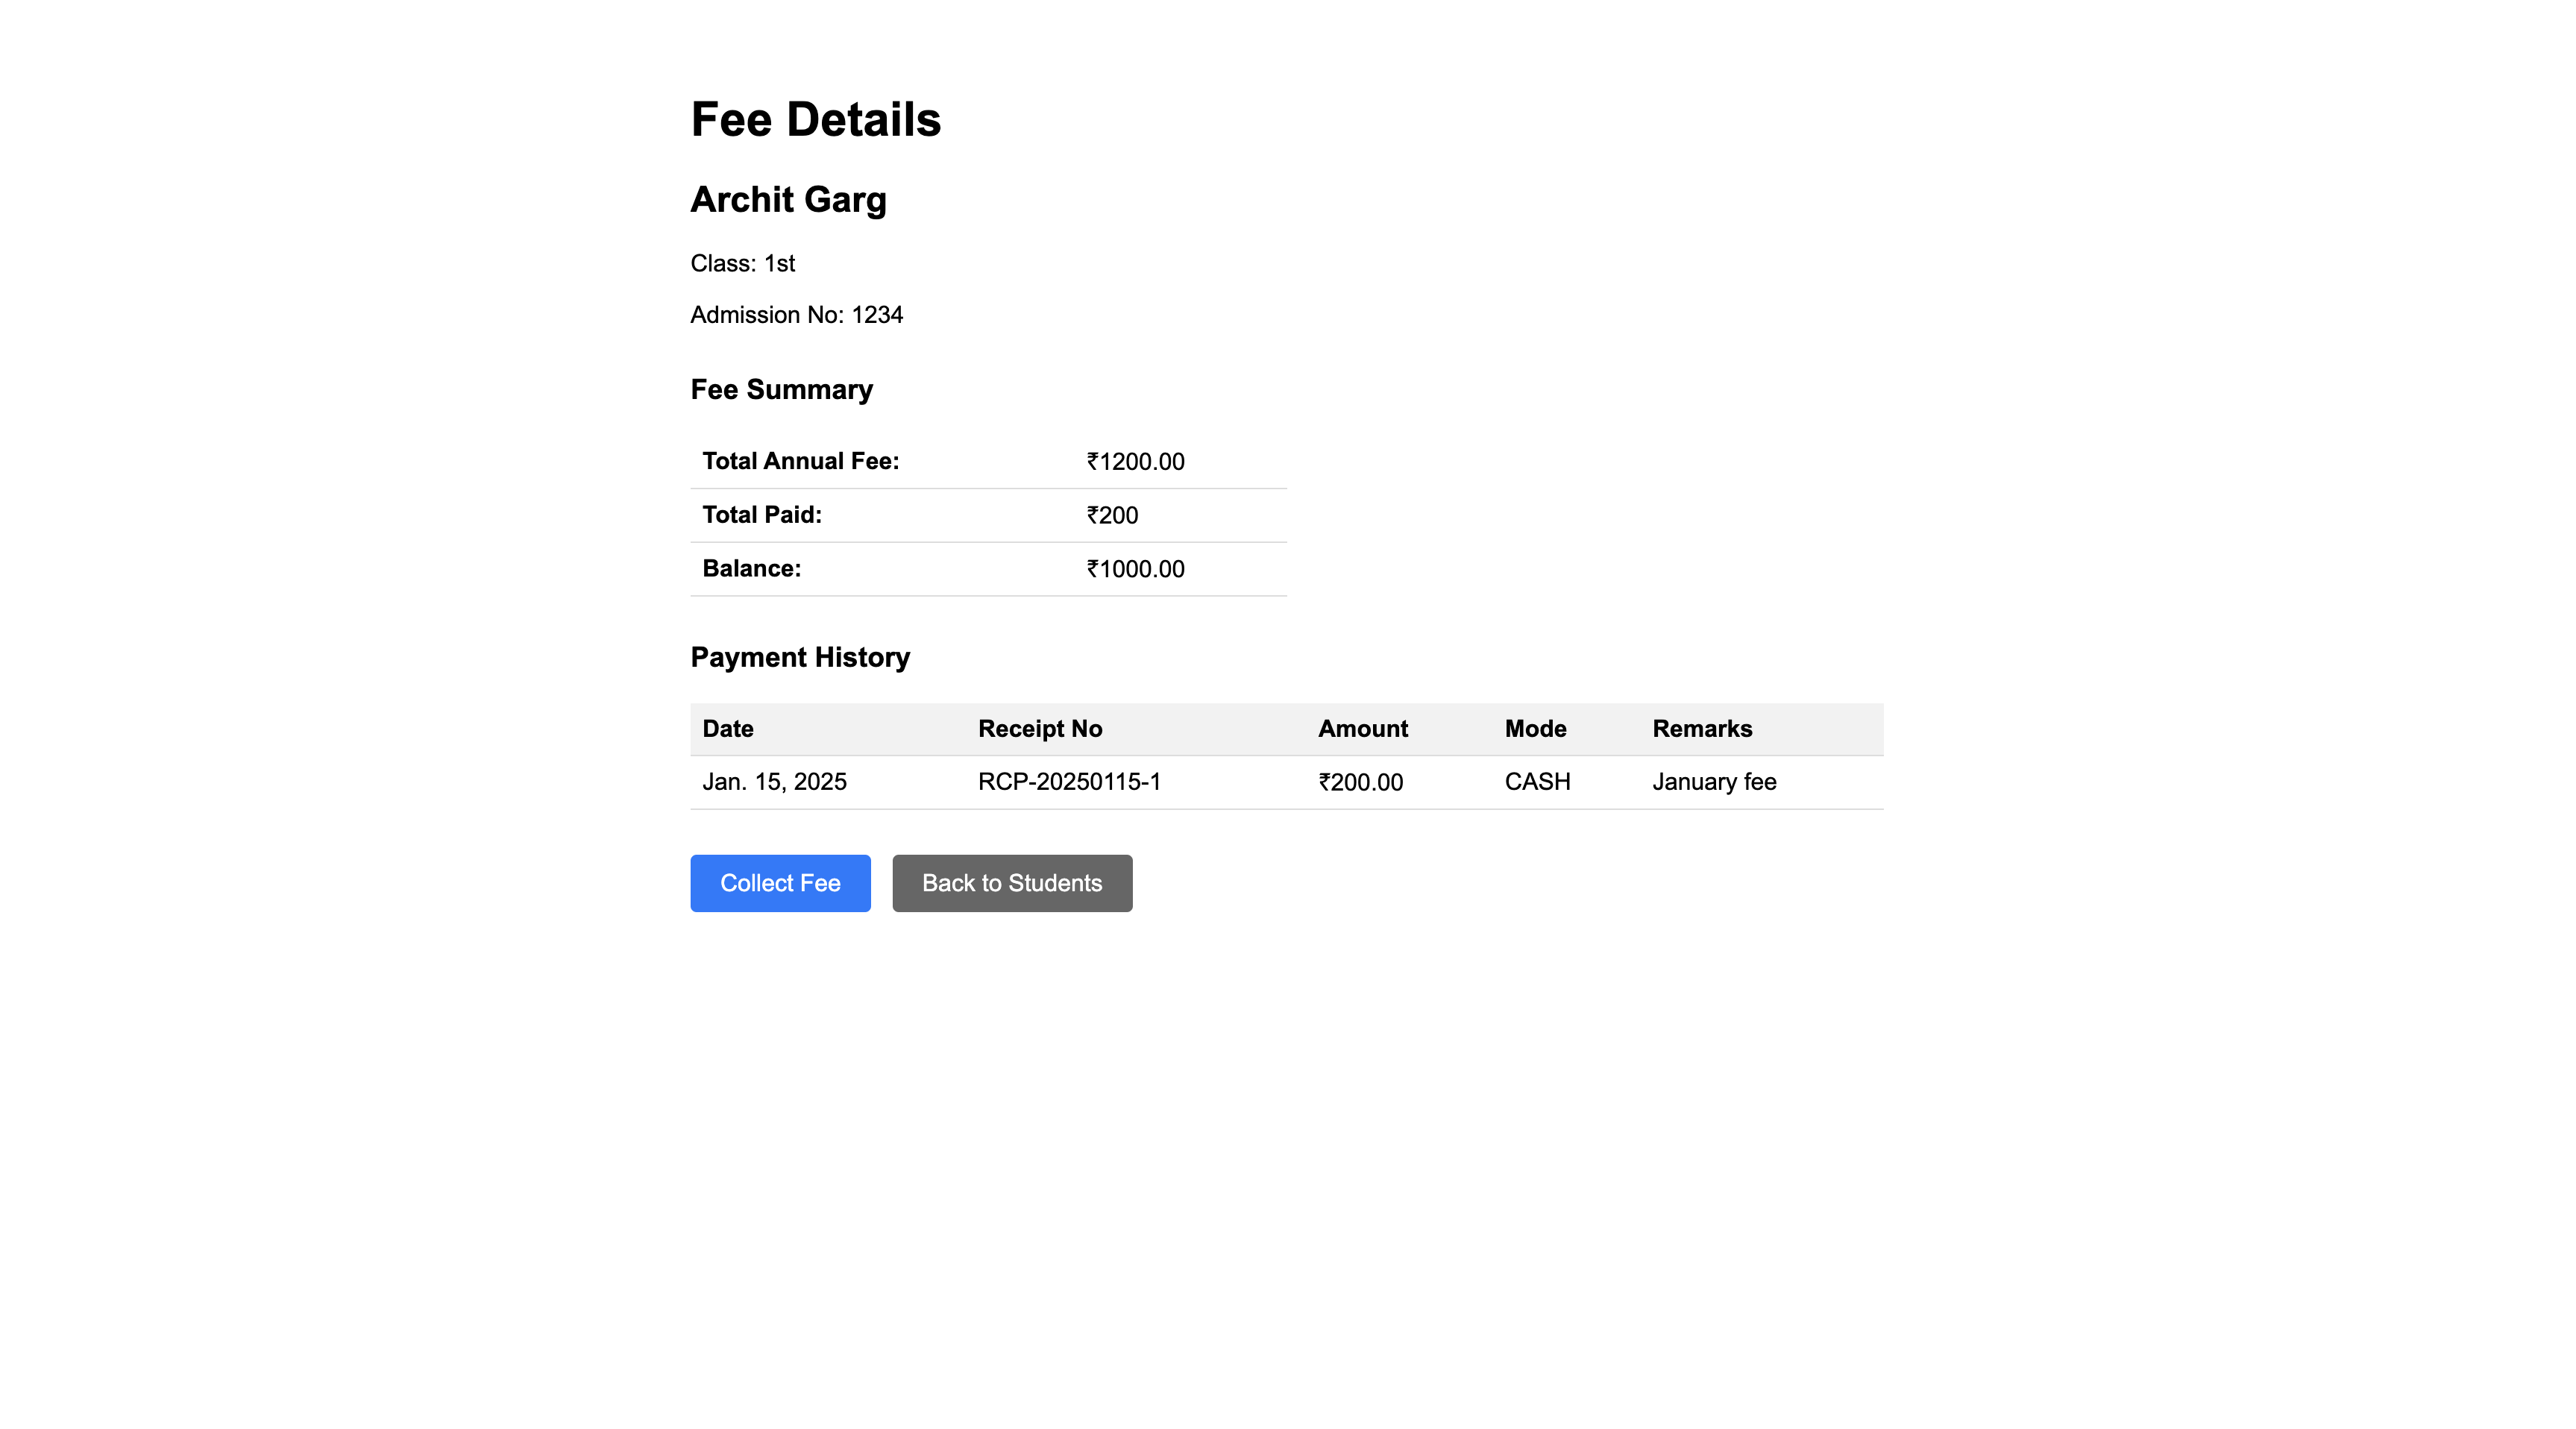 Fee Details
Archit Garg
Class: 1st
Admission No: 1234
Fee Summary
Total Annual Fee: ₹1200.00
Total Paid: ₹200
Balance: ₹1000.00
Payment History
Date Receipt No Amount Mode Remarks
Jan. 15, 2025 RCP-20250115-1 ₹200.00 CASH January fee
Collect Fee Back to Students